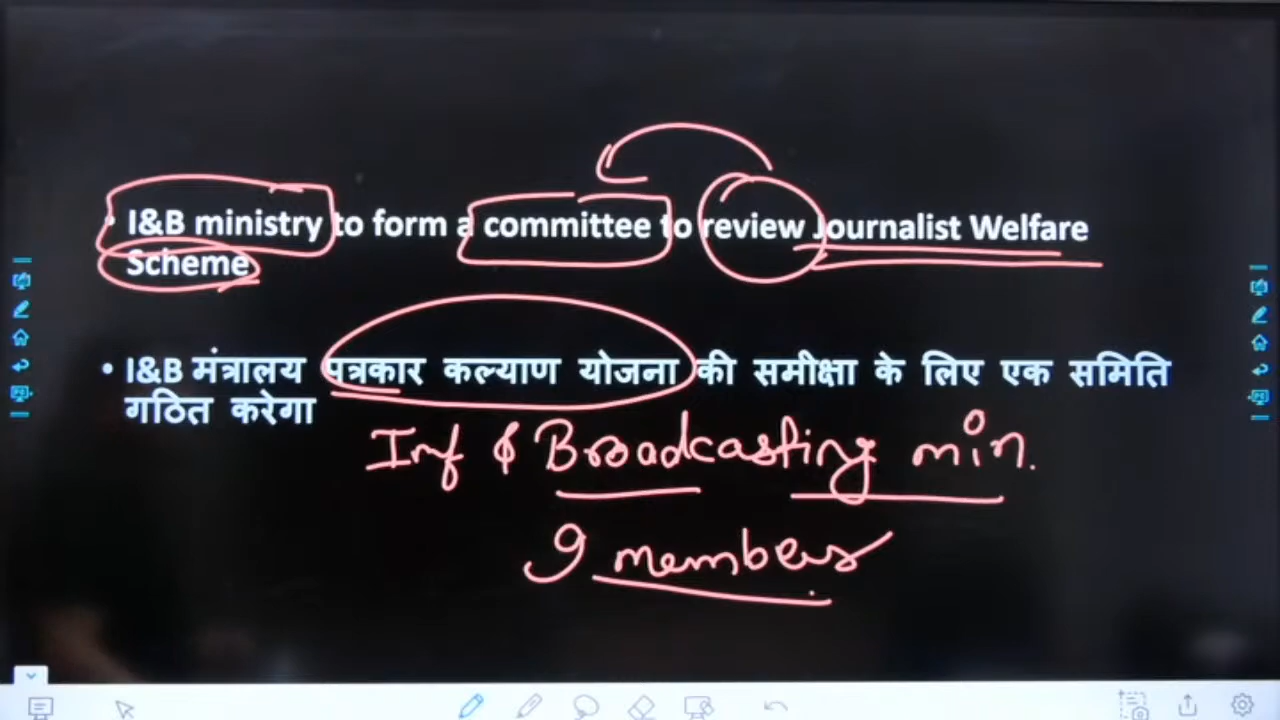 • I&B ministry to form a committee to review Journalist Welfare
Scheme
• I&B मंत्रालय पत्रकार कल्याण योजना की समीक्षा के लिए एक समिति
गठित करेगा
Inf & Broadcasting min.
9 members